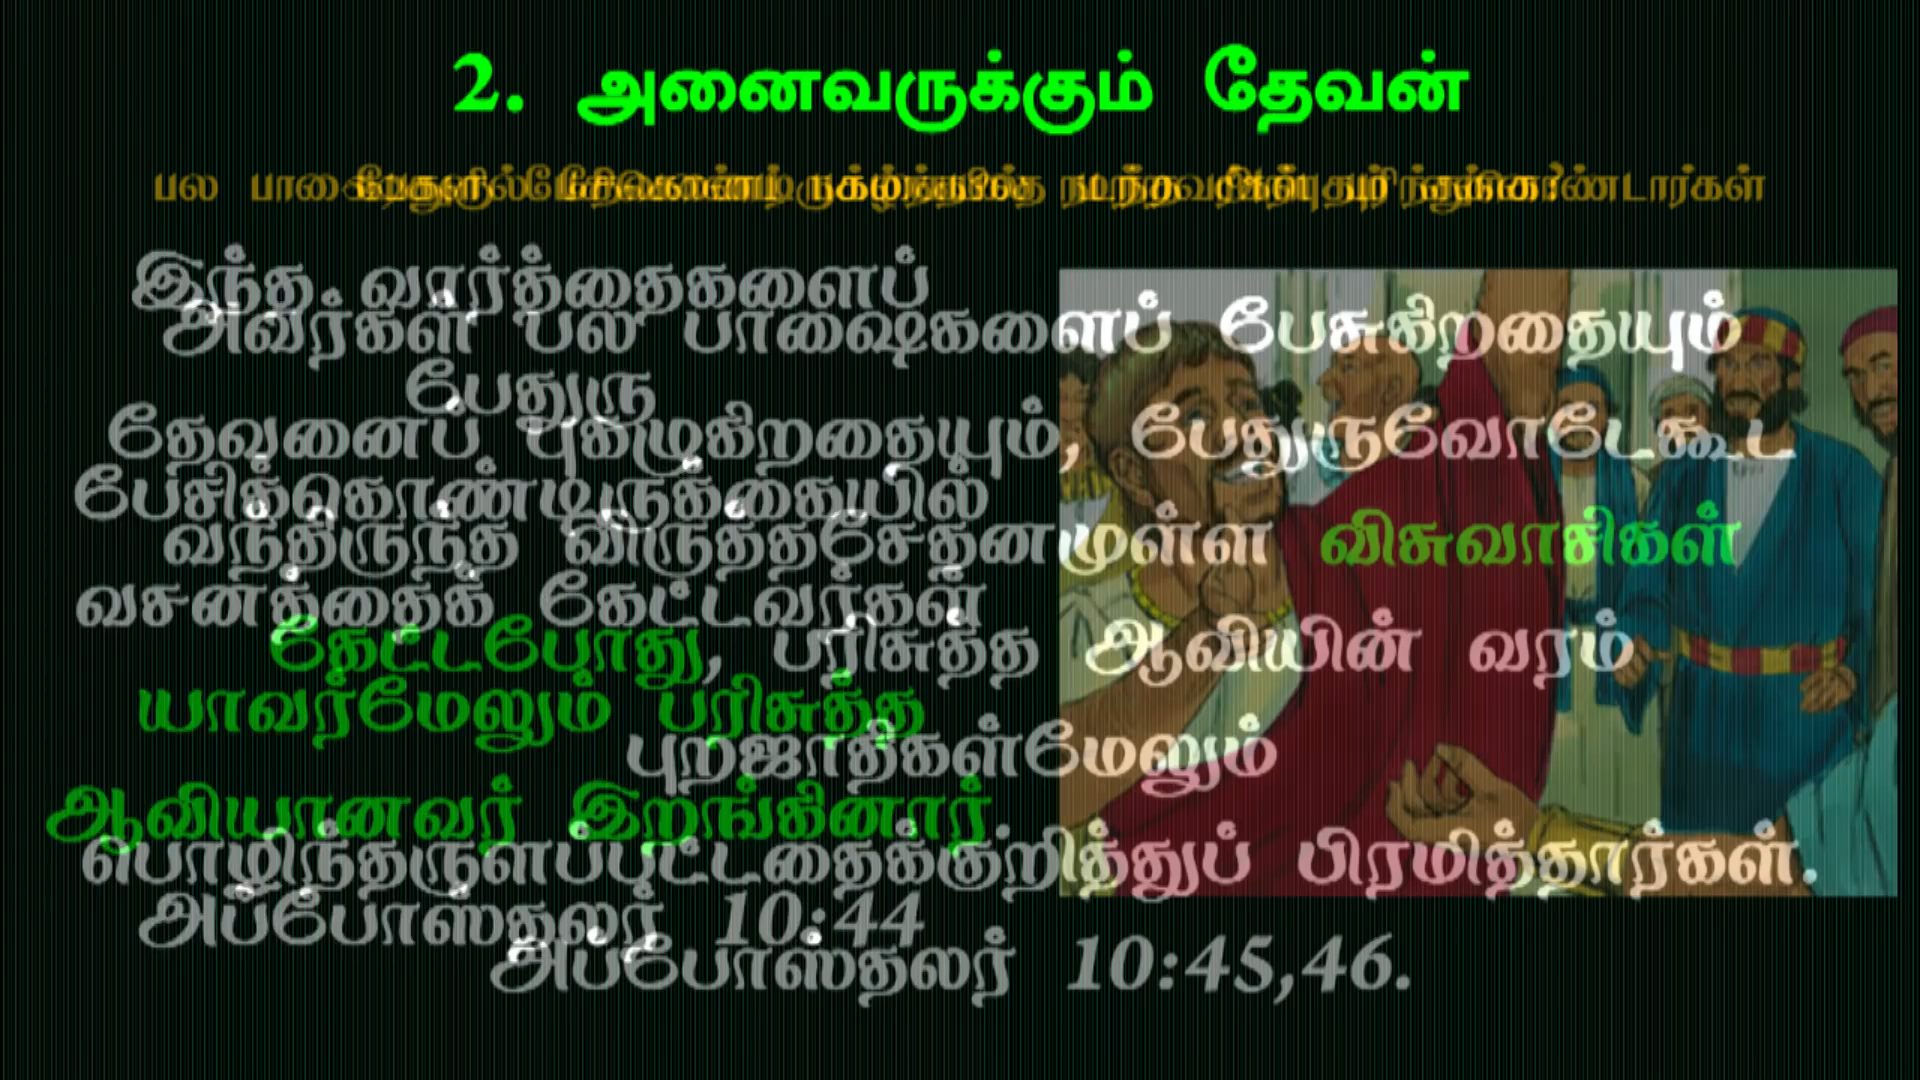 2. அனைவருக்கும் தேவன்
இந்த வார்த்தைகளைப்
பேதுரு
பேசிக்கொண்டிருக்கையில்
வசனத்தைக் கேட்டவர்கள்
யாவர்மேலும் பரிசுத்த
ஆவியானவர் இறங்கினார்.
அப்போஸ்தலர் 10:44
அவர்கள் பல பாஷைகளைப் பேசுகிறதையும்
தேவனைப் புகழுகிறதையும், பேதுருவோடேகூட
வந்திருந்த விருத்தசேதனமுள்ள விசுவாசிகள்
கேட்டபோது, பரிசுத்த ஆவியின் வரம்
புறஜாதிகள்மேலும்
பொழிந்தருளப்பட்டதைக்குறித்துப் பிரமித்தார்கள்.
அப்போஸ்தலர் 10:45,46.